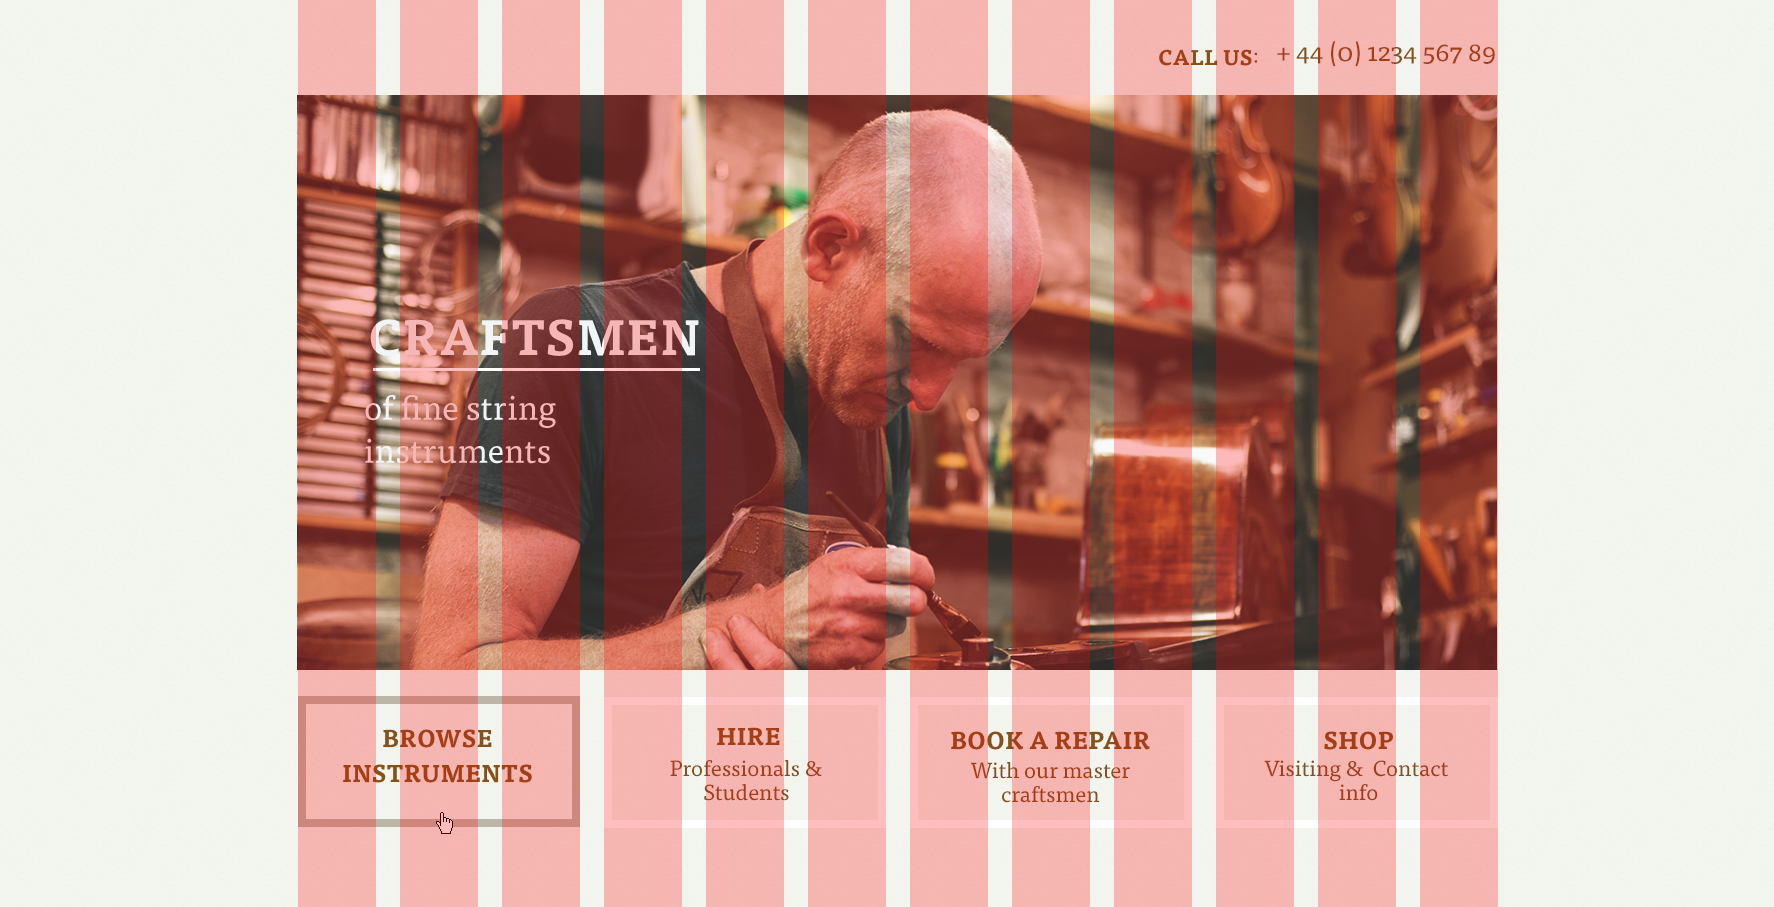 CALL US: + 44 (0) 1234 567 89
CRAFTSMEN
of fine string
instruments
BROWSE
INSTRUMENTS
HIRE
Professionals &
Students
BOOK A REPAIR
With our master
craftsmen
SHOP
Visiting & Contact
info